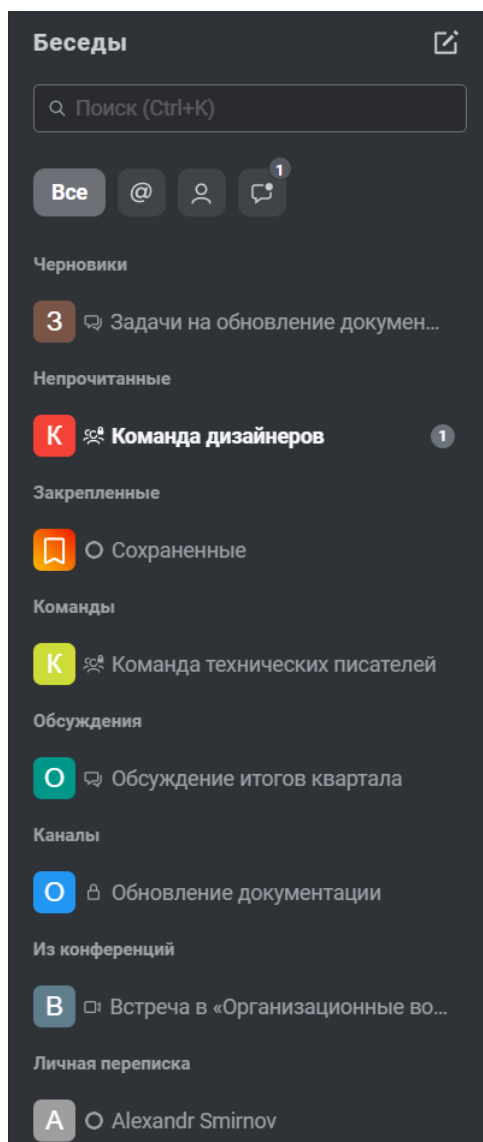 Беседы
Поиск (Ctrl+K)
Все @ 1
Черновики
З Задачи на обновление докумен...
Непрочитанные
К Команда дизайнеров 1
Закрепленные
Сохраненные
Команды
К Команда технических писателей
Обсуждения
О Обсуждение итогов квартала
Каналы
О Обновление документации
Из конференций
В Встреча в «Организационные во...
Личная переписка
A Alexandr Smirnov